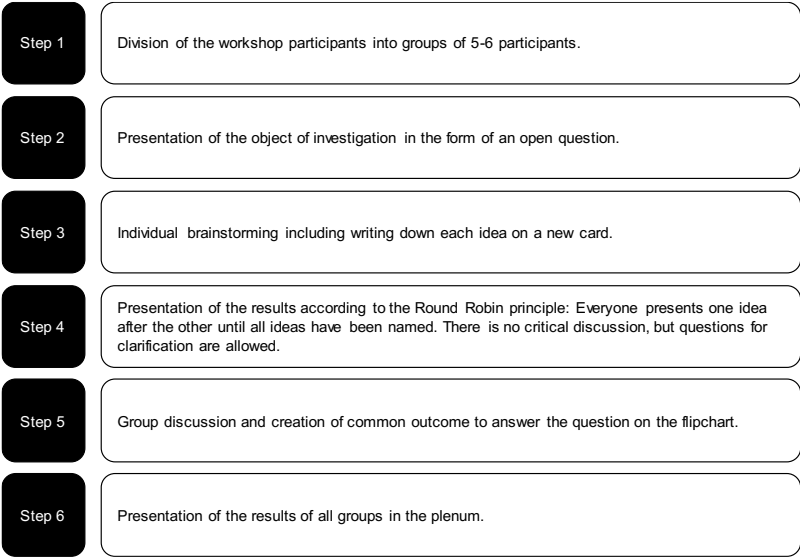 Step 1
Division of the workshop participants into groups of 5-6 participants.
Step 2
Presentation of the object of investigation in the form of an open question.
Step 3
Individual brainstorming including writing down each idea on a new card.
Step 4
Presentation of the results according to the Round Robin principle: Everyone presents one idea
after the other until all ideas have been named. There is no critical discussion, but questions for
clarification are allowed.
Step 5
Group discussion and creation of common outcome to answer the question on the flipchart.
Step 6
Presentation of the results of all groups in the plenum.